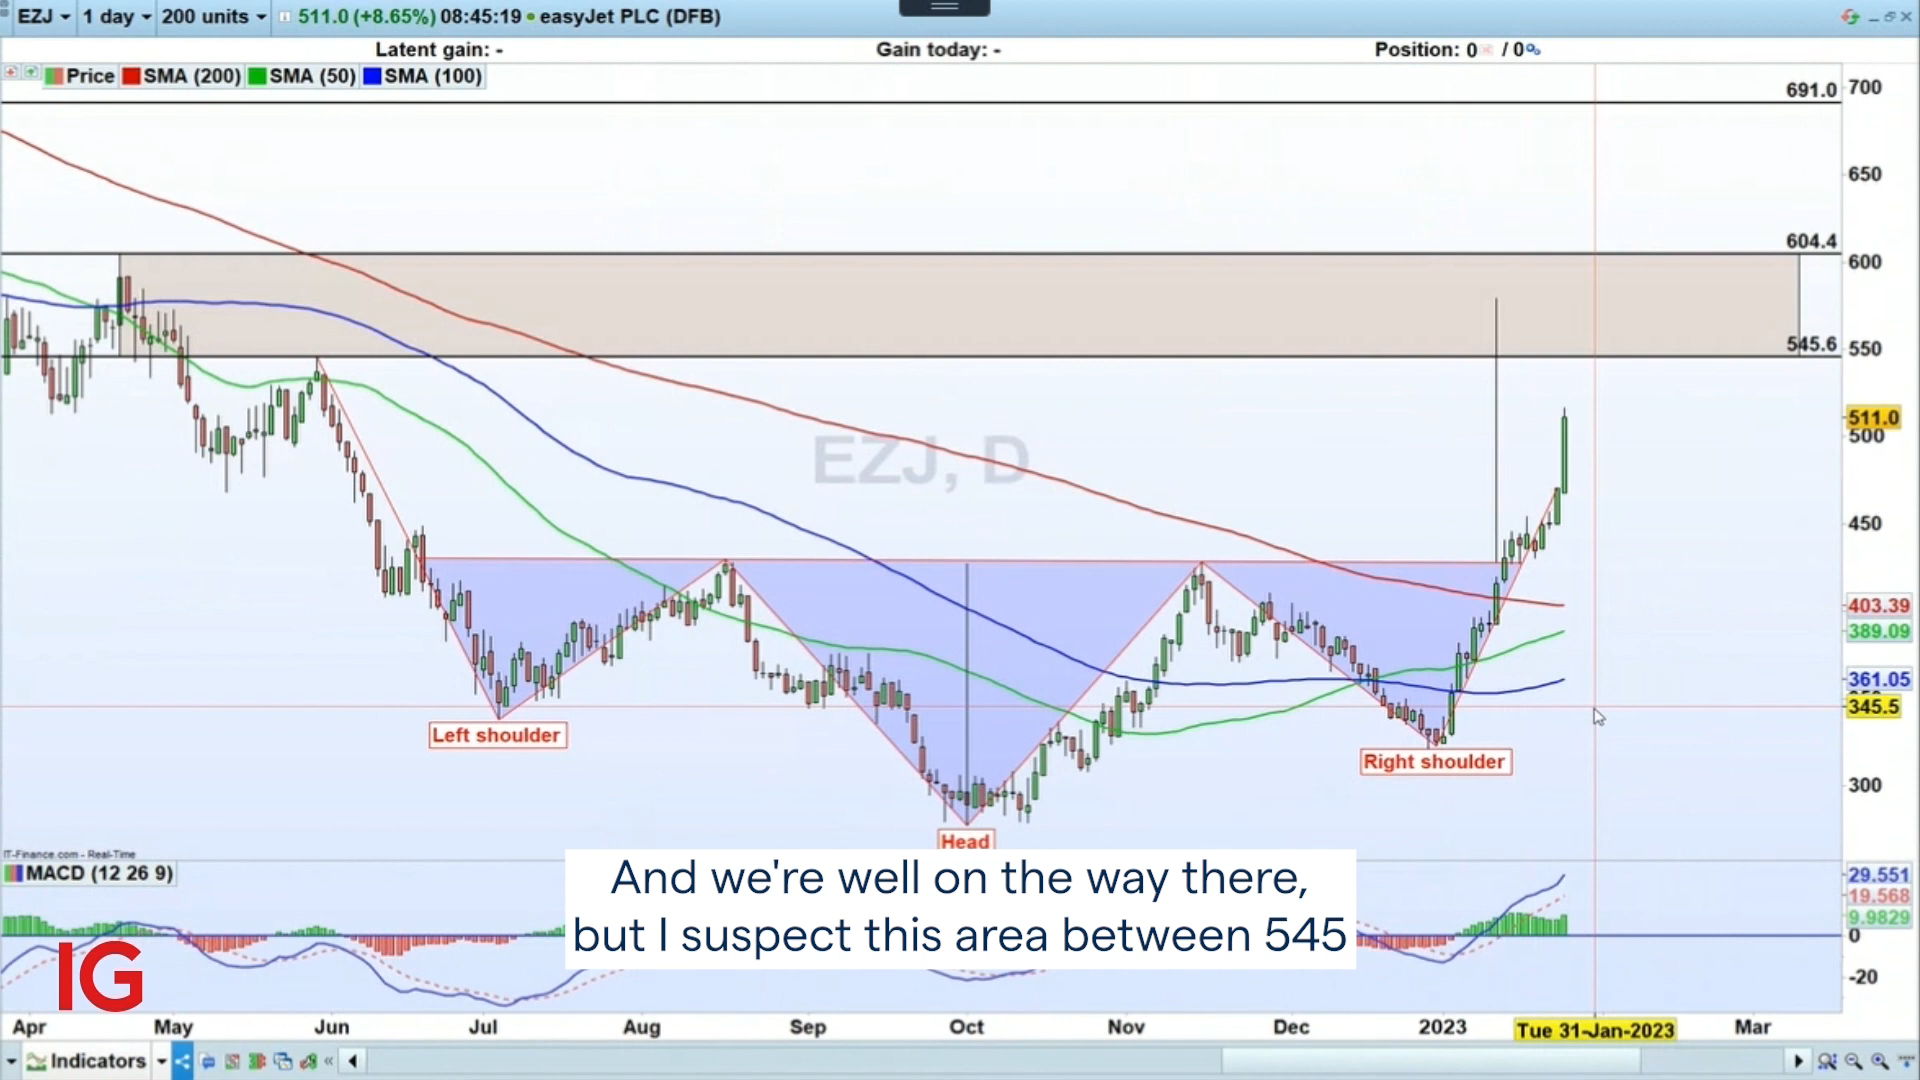 EZJ 1 day 200 units 511.0 (+8.65%) 08:45:19 easyJet PLC (DFB)
Latent gain: - Gain today: - Position: 0 / 0
Price SMA (200) SMA (50) SMA (100)
691.0
700
650
604.4
600
545.6
550
EZJ, D
511.0
500
450
403.39
389.09
361.05
345.5
Left shoulder
Right shoulder
300
Head
IT-Finance.com - Real-Time
MACD (12 26 9)
And we're well on the way there,
but I suspect this area between 545
29.551
19.568
9.9829
0
-20
IG
Apr May Jun Jul Aug Sep Oct Nov Dec 2023 Tue 31-Jan-2023 Mar
Indicators